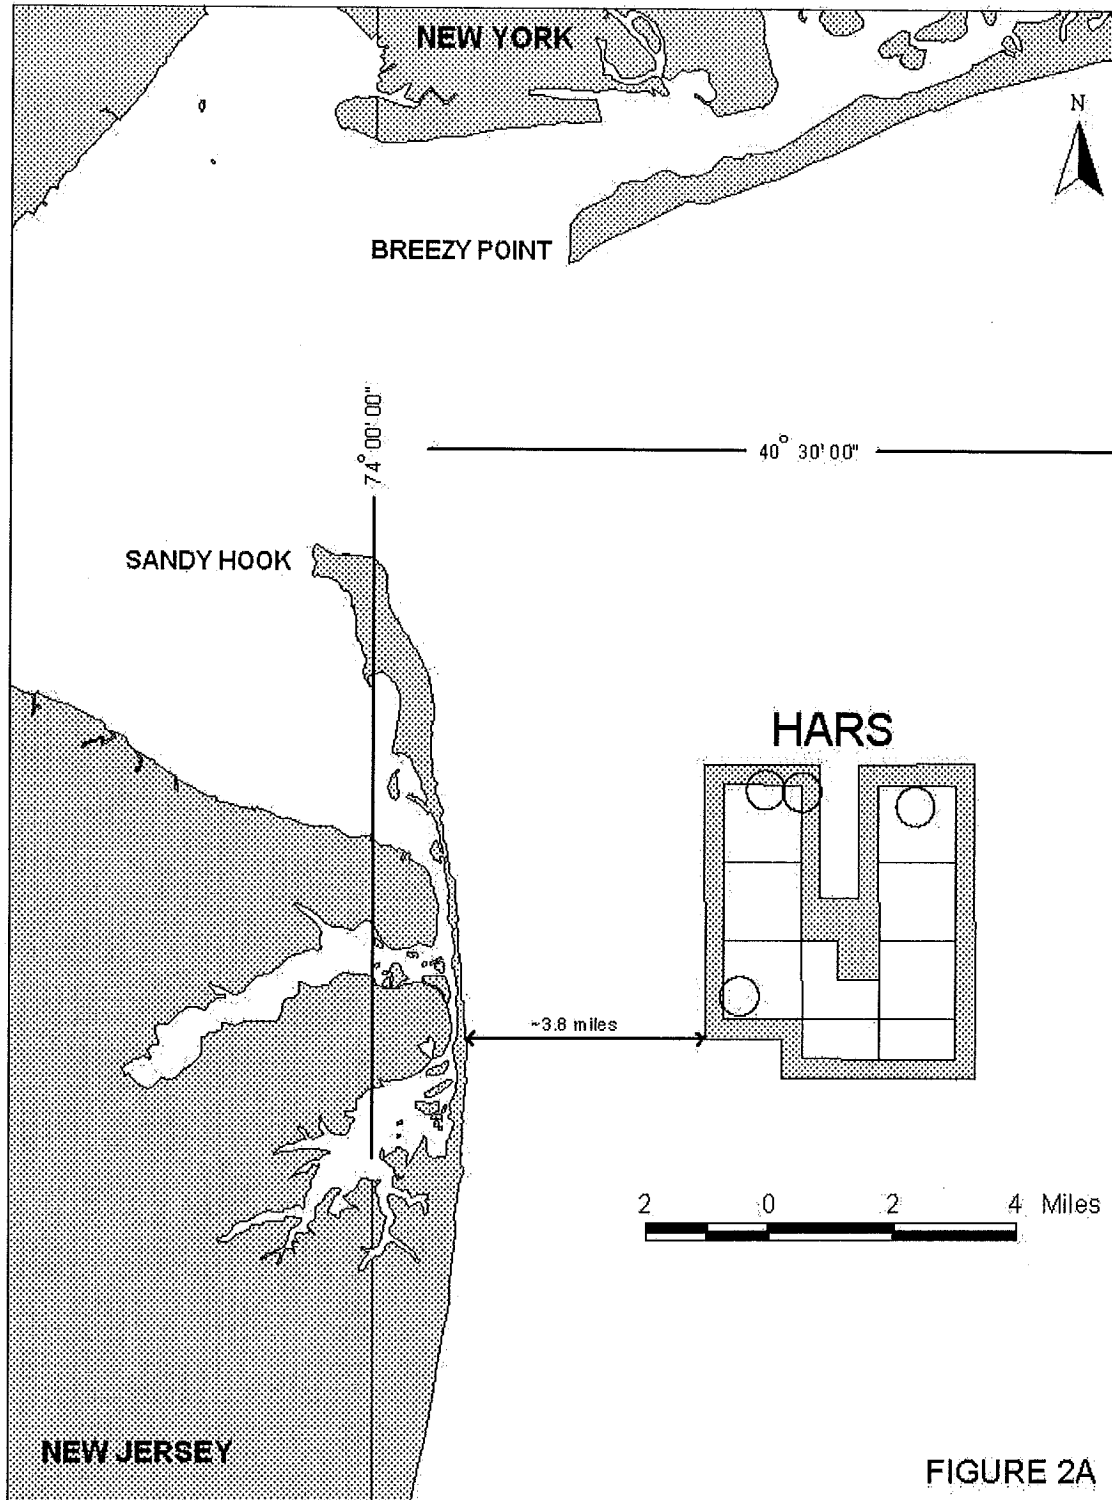 NEW YORK
N
BREEZY POINT
74° 00' 00"
40° 30' 00"
SANDY HOOK
HARS
~3.8 miles
2 0 2 4 Miles
NEW JERSEY
FIGURE 2A